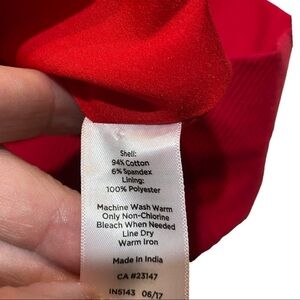 Shell:
94% Cotton
6% Spandex
Lining:
100% Polyester
Machine Wash Warm
Only Non-Chlorine
Bleach When Needed
Line Dry
Warm Iron
Made In India
CA #23147
IN5143 06/17